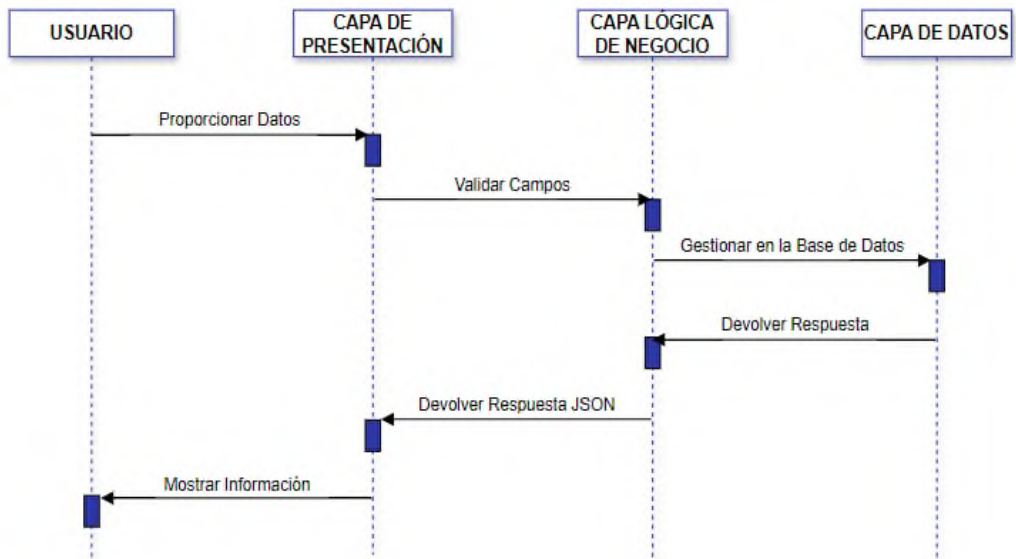 USUARIO
CAPA DE
PRESENTACIÓN
CAPA LÓGICA
DE NEGOCIO
CAPA DE DATOS
Proporcionar Datos
Validar Campos
Gestionar en la Base de Datos
Devolver Respuesta
Devolver Respuesta JSON
Mostrar Información